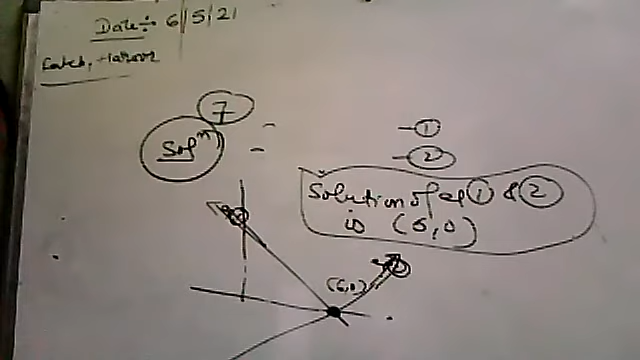 Date:- 6/5/21
7
Solⁿ)
- ①
- ②
Solution of eq ① & ②
is (6,0)
(6,0)